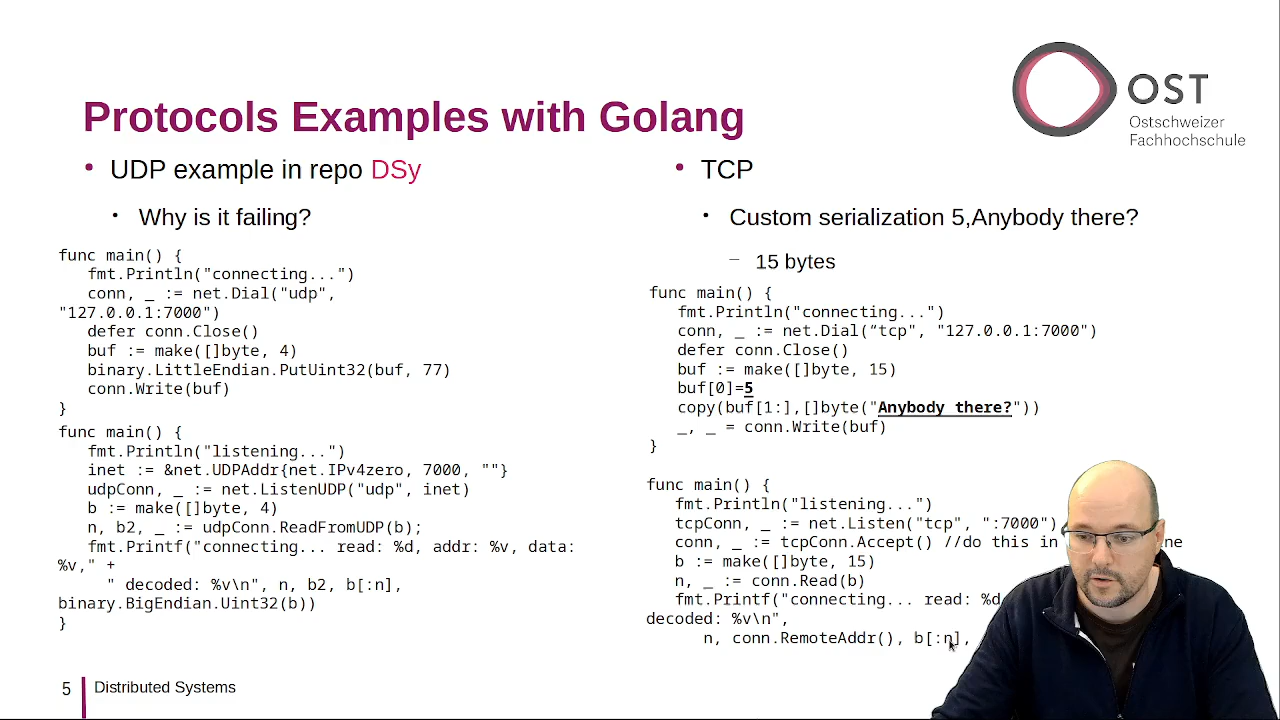 OST
Ostschweizer
Fachhochschule
Protocols Examples with Golang
• UDP example in repo DSy
• Why is it failing?
func main() {
fmt.Println("connecting...")
conn, _ := net.Dial("udp",
"127.0.0.1:7000")
defer conn.Close()
buf := make([]byte, 4)
binary.LittleEndian.PutUint32(buf, 77)
conn.Write(buf)
}
func main() {
fmt.Println("listening...")
inet := &net.UDPAddr{net.IPv4zero, 7000, ""}
udpConn, _ := net.ListenUDP("udp", inet)
b := make([]byte, 4)
n, b2, _ := udpConn.ReadFromUDP(b);
fmt.Printf("connecting... read: %d, addr: %v, data:
%v," +
" decoded: %v\n", n, b2, b[:n],
binary.BigEndian.Uint32(b))
}
• TCP
• Custom serialization 5,Anybody there?
– 15 bytes
func main() {
fmt.Println("connecting...")
conn, _ := net.Dial(“tcp", "127.0.0.1:7000")
defer conn.Close()
buf := make([]byte, 15)
buf[0]=5
copy(buf[1:],[]byte("Anybody there?"))
_, _ = conn.Write(buf)
}
func main() {
fmt.Println("listening...")
tcpConn, _ := net.Listen("tcp", ":7000")
conn, _ := tcpConn.Accept() //do this in
b := make([]byte, 15)
n, _ := conn.Read(b)
fmt.Printf("connecting... read: %d
decoded: %v\n",
n, conn.RemoteAddr(), b[:n],
5
Distributed Systems